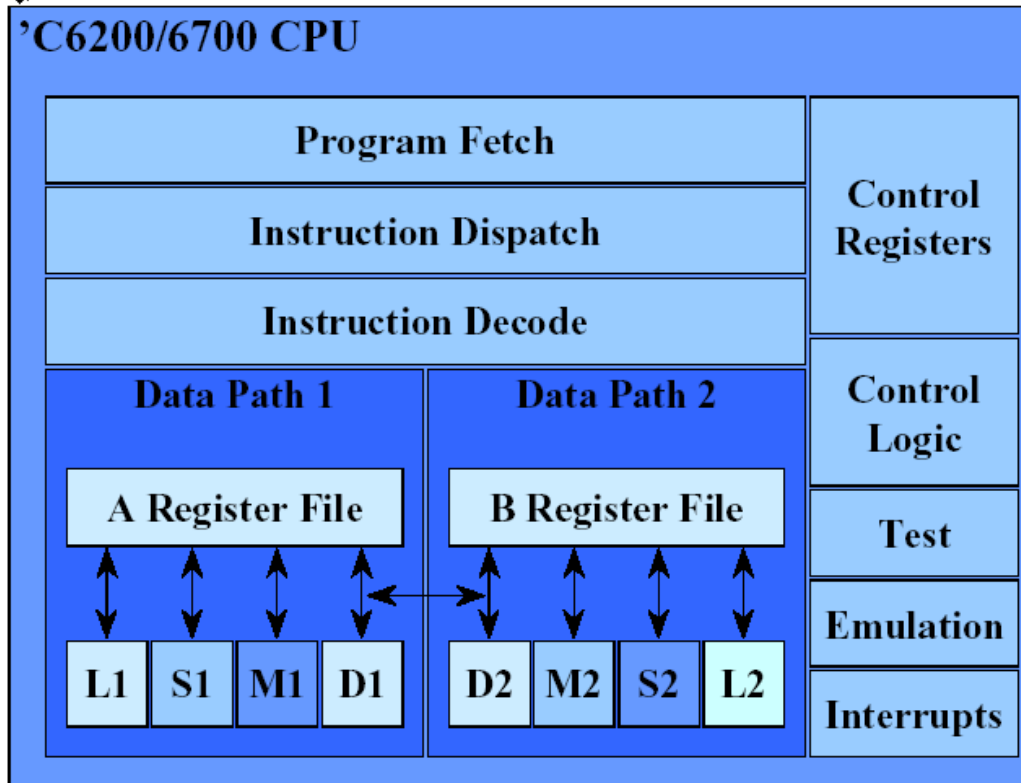 ’C6200/6700 CPU
Program Fetch
Instruction Dispatch
Instruction Decode
Control
Registers
Data Path 1
Data Path 2
Control
Logic
A Register File
B Register File
Test
Emulation
Interrupts
L1 S1 M1 D1
D2 M2 S2 L2